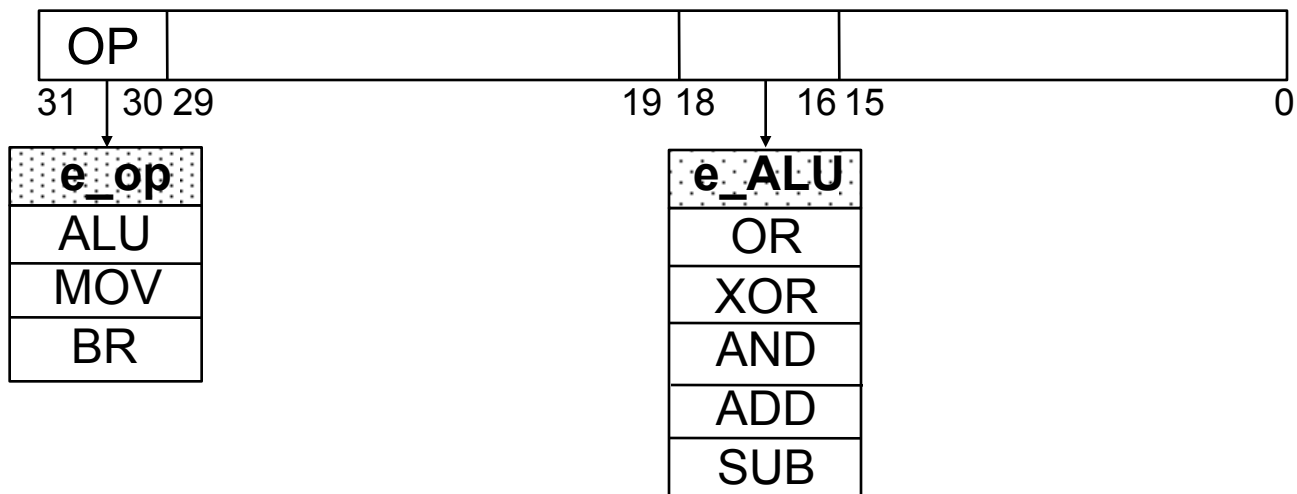 OP
31 30 29 19 18 16 15 0
e_op
ALU
MOV
BR
e_ALU
OR
XOR
AND
ADD
SUB